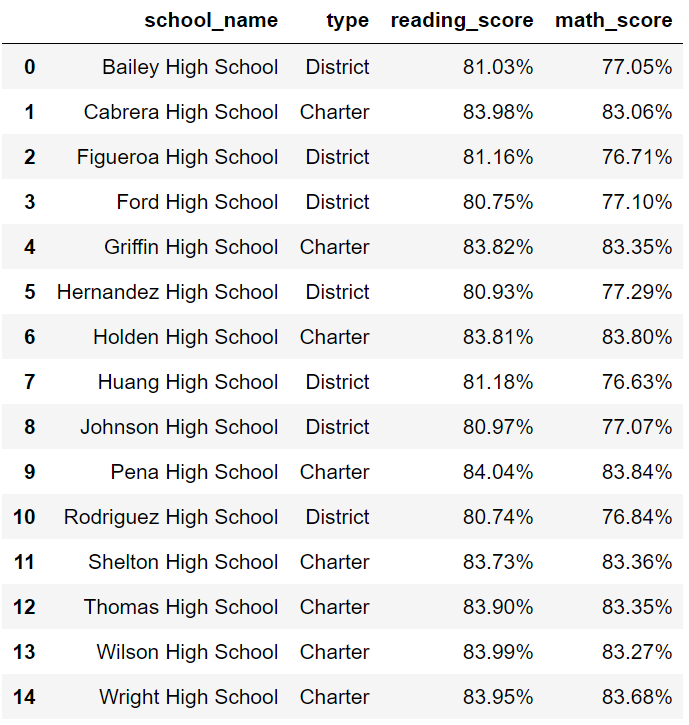 school_name type reading_score math_score
0 Bailey High School District 81.03% 77.05%
1 Cabrera High School Charter 83.98% 83.06%
2 Figueroa High School District 81.16% 76.71%
3 Ford High School District 80.75% 77.10%
4 Griffin High School Charter 83.82% 83.35%
5 Hernandez High School District 80.93% 77.29%
6 Holden High School Charter 83.81% 83.80%
7 Huang High School District 81.18% 76.63%
8 Johnson High School District 80.97% 77.07%
9 Pena High School Charter 84.04% 83.84%
10 Rodriguez High School District 80.74% 76.84%
11 Shelton High School Charter 83.73% 83.36%
12 Thomas High School Charter 83.90% 83.35%
13 Wilson High School Charter 83.99% 83.27%
14 Wright High School Charter 83.95% 83.68%